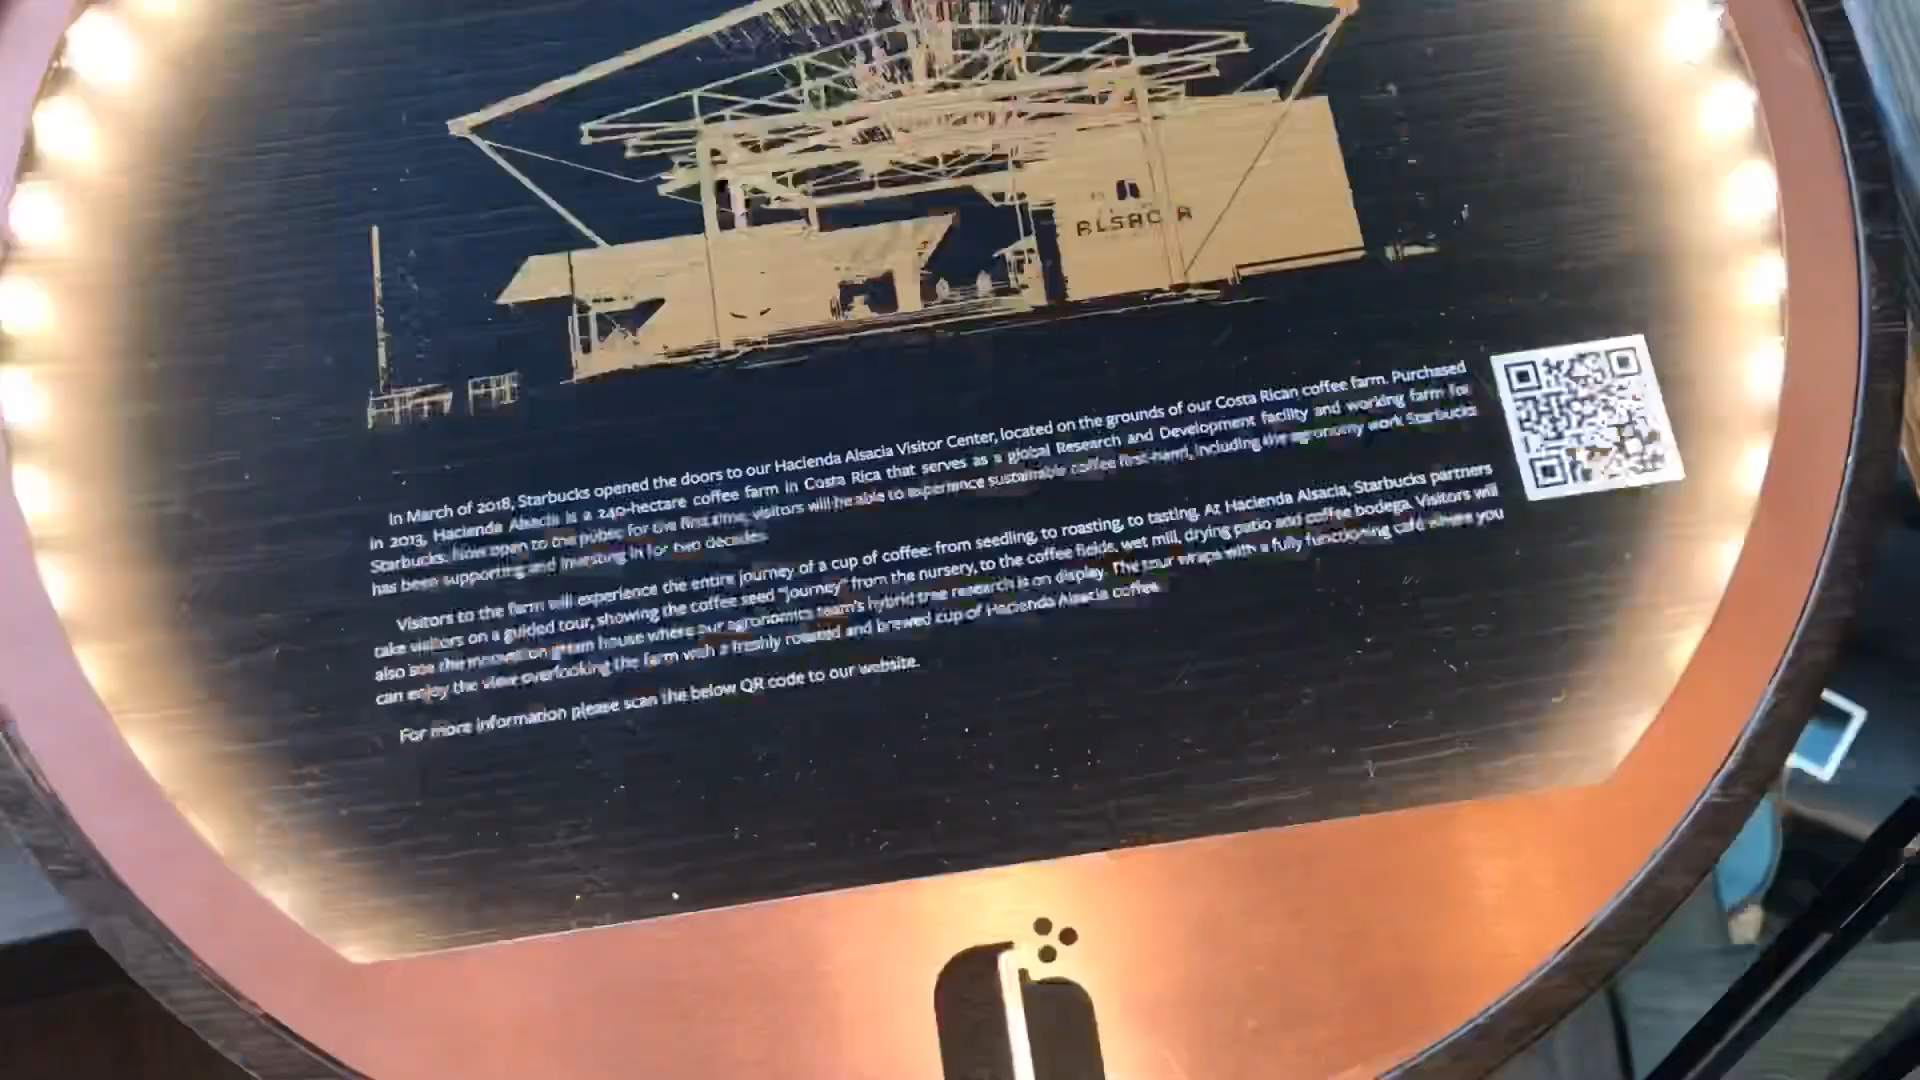 ALSACIA
In March of 2018, Starbucks opened the doors to our Hacienda Alsacia Visitor Center, located on the grounds of our Costa Rican coffee farm. Purchased
in 2013, Hacienda Alsacia is a 240-hectare coffee farm in Costa Rica that serves as a global Research and Development facility and working farm for
Starbucks. Now open to the public for the first time, visitors will be able to experience sustainable coffee first-hand, including the agronomy work Starbucks
has been supporting and investing in for two decades.
Visitors to the farm will experience the entire journey of a cup of coffee: from seedling, to roasting, to tasting. At Hacienda Alsacia, Starbucks partners
take visitors on a guided tour, showing the coffee seed "journey" from the nursery, to the coffee fields, wet mill, drying patio and coffee bodega. Visitors will
also see the innovation green house where our agronomics team's hybrid tree research is on display. The tour wraps with a fully functioning café where you
can enjoy the view overlooking the farm with a freshly roasted and brewed cup of Hacienda Alsacia coffee.
For more information please scan the below QR code to our website.